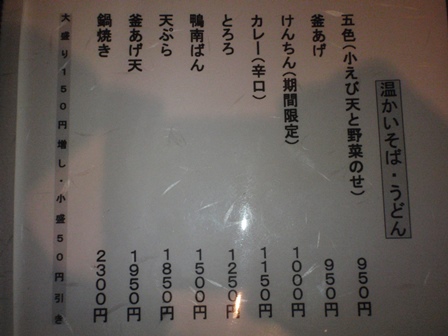 温かいそば・うどん
五色(小えび天と野菜のせ) 950円
釜あげ 950円
けんちん(期間限定) 1000円
カレー(辛口) 1150円
とろろ 1250円
鴨南ばん 1500円
天ぷら 1850円
釜あげ天 1950円
鍋焼き 2300円
大盛り150円増し・小盛50円引き